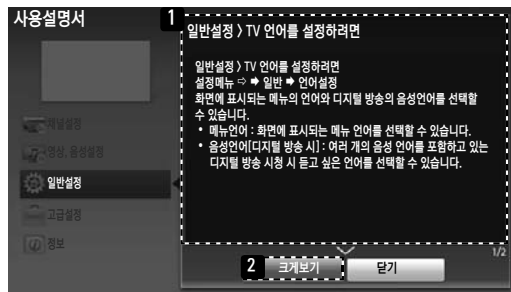 사용설명서
1
일반설정 > TV 언어를 설정하려면
일반설정 > TV 언어를 설정하려면
설정메뉴 ⇨ ➡ 일반 ➡ 언어설정
화면에 표시되는 메뉴의 언어와 디지털 방송의 음성언어를 선택할
수 있습니다.
• 메뉴언어 : 화면에 표시되는 메뉴 언어를 선택할 수 있습니다.
• 음성언어[디지털 방송 시] : 여러 개의 음성 언어를 포함하고 있는
디지털 방송 시청 시 듣고 싶은 언어를 선택할 수 있습니다.
채널설정
영상, 음성설정
일반설정
고급설정
정보
1/2
2
크게보기
닫기